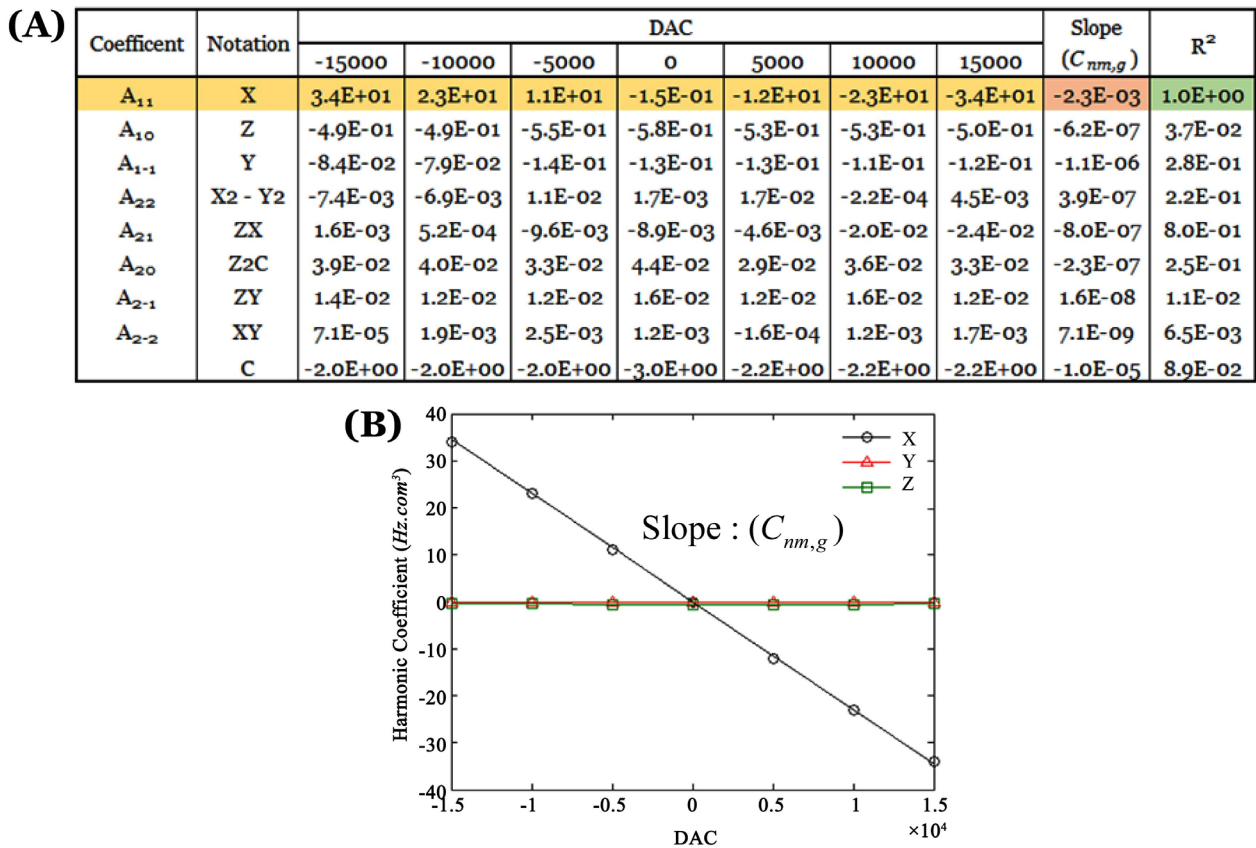 (A)
Coefficent Notation DAC Slope (C_{nm,g}) R²
-15000 -10000 -5000 0 5000 10000 15000
A₁₁ X 3.4E+01 2.3E+01 1.1E+01 -1.5E-01 -1.2E+01 -2.3E+01 -3.4E+01 -2.3E-03 1.0E+00
A₁₀ Z -4.9E-01 -4.9E-01 -5.5E-01 -5.8E-01 -5.3E-01 -5.3E-01 -5.0E-01 -6.2E-07 3.7E-02
A₁₋₁ Y -8.4E-02 -7.9E-02 -1.4E-01 -1.3E-01 -1.3E-01 -1.1E-01 -1.2E-01 -1.1E-06 2.8E-01
A₂₂ X2 - Y2 -7.4E-03 -6.9E-03 1.1E-02 1.7E-03 1.7E-02 -2.2E-04 4.5E-03 3.9E-07 2.2E-01
A₂₁ ZX 1.6E-03 5.2E-04 -9.6E-03 -8.9E-03 -4.6E-03 -2.0E-02 -2.4E-02 -8.0E-07 8.0E-01
A₂₀ Z2C 3.9E-02 4.0E-02 3.3E-02 4.4E-02 2.9E-02 3.6E-02 3.3E-02 -2.3E-07 2.5E-01
A₂₋₁ ZY 1.4E-02 1.2E-02 1.2E-02 1.6E-02 1.2E-02 1.6E-02 1.2E-02 1.6E-08 1.1E-02
A₂₋₂ XY 7.1E-05 1.9E-03 2.5E-03 1.2E-03 -1.6E-04 1.2E-03 1.7E-03 7.1E-09 6.5E-03
C -2.0E+00 -2.0E+00 -2.0E+00 -3.0E+00 -2.2E+00 -2.2E+00 -2.2E+00 -1.0E-05 8.9E-02
(B)
Harmonic Coefficient (Hz.com³)
40
30
20
10
0
-10
-20
-30
-40
X
Y
Z
Slope : (C_{nm,g})
-1.5 -1 -0.5 0 0.5 1 1.5
×10⁴
DAC